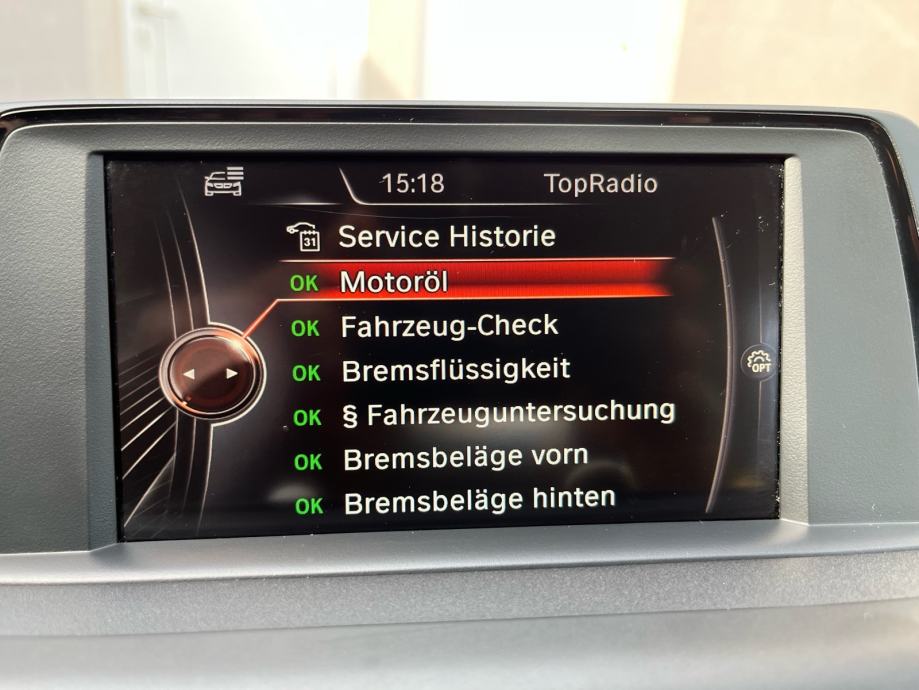 15:18 TopRadio
31 Service Historie
OK Motoröl
OK Fahrzeug-Check
OK Bremsflüssigkeit
OPT
OK § Fahrzeuguntersuchung
OK Bremsbeläge vorn
OK Bremsbeläge hinten